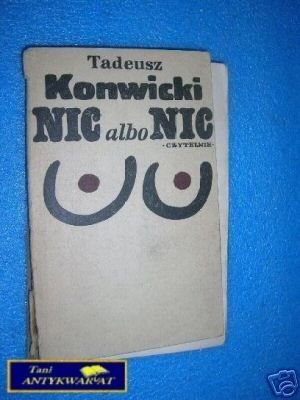 Tadeusz
Konwicki
NIC albo NIC
·CZYTELNIK·
Tani
ANTYKWARIAT